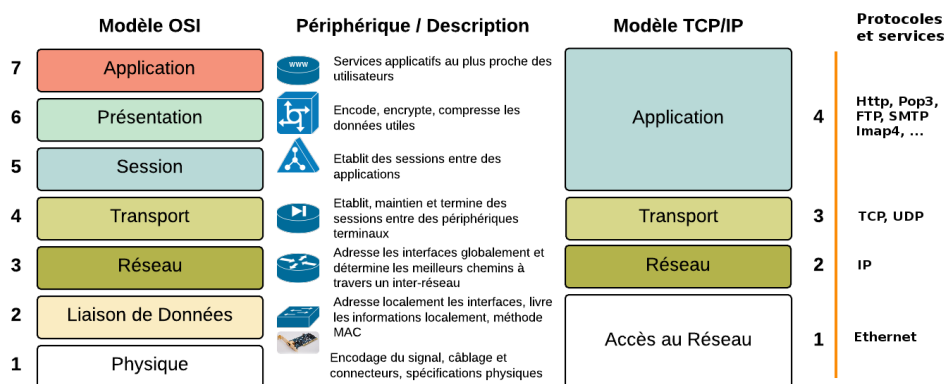 Modèle OSI
Périphérique / Description
Modèle TCP/IP
Protocoles
et services
7
Application
www
Services applicatifs au plus proche des
utilisateurs
6
Présentation
Encode, encrypte, compresse les
données utiles
5
Session
Etablit des sessions entre des
applications
Application
4
Http, Pop3,
FTP, SMTP
Imap4, ...
4
Transport
Etablit, maintien et termine des
sessions entre des périphériques
terminaux
Transport
3
TCP, UDP
3
Réseau
Adresse les interfaces globalement et
détermine les meilleurs chemins à
travers un inter-réseau
Réseau
2
IP
2
Liaison de Données
Adresse localement les interfaces, livre
les informations localement, méthode
MAC
1
Physique
Encodage du signal, câblage et
connecteurs, spécifications physiques
Accès au Réseau
1
Ethernet